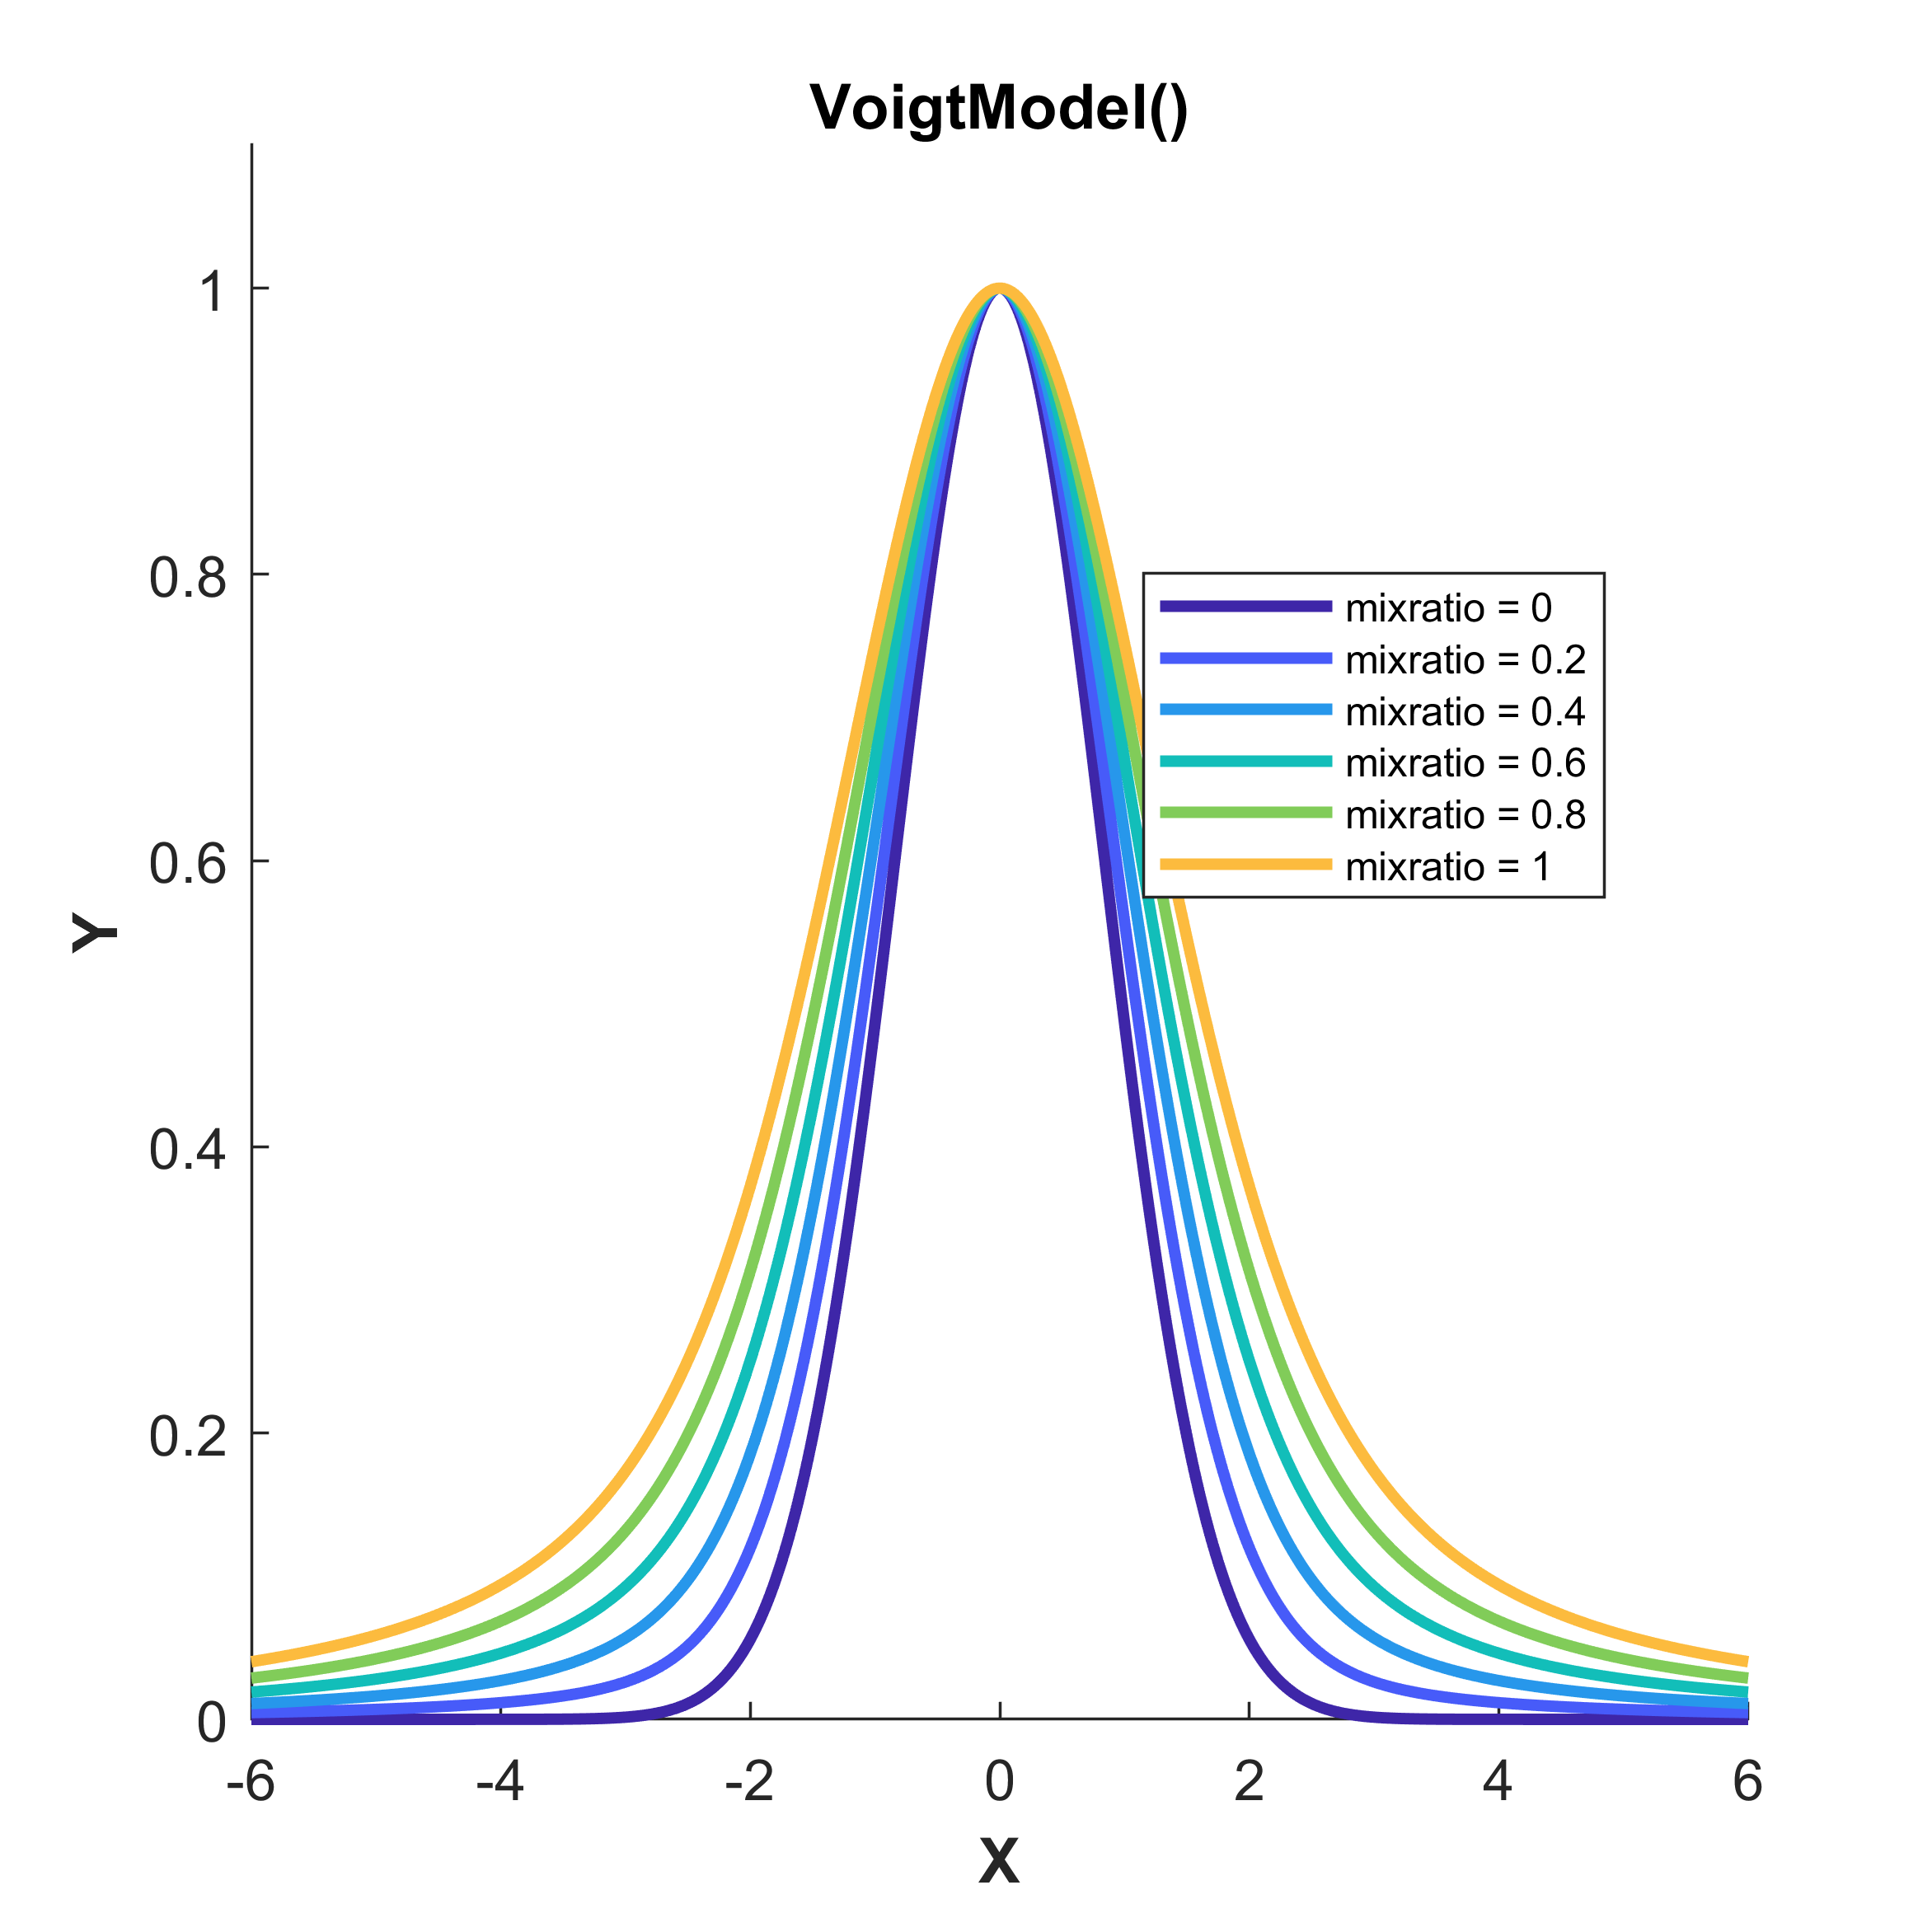 VoigtModel()
1
0.8
0.6
0.4
0.2
0
Y
mixratio = 0
mixratio = 0.2
mixratio = 0.4
mixratio = 0.6
mixratio = 0.8
mixratio = 1
-6 -4 -2 0 2 4 6
X